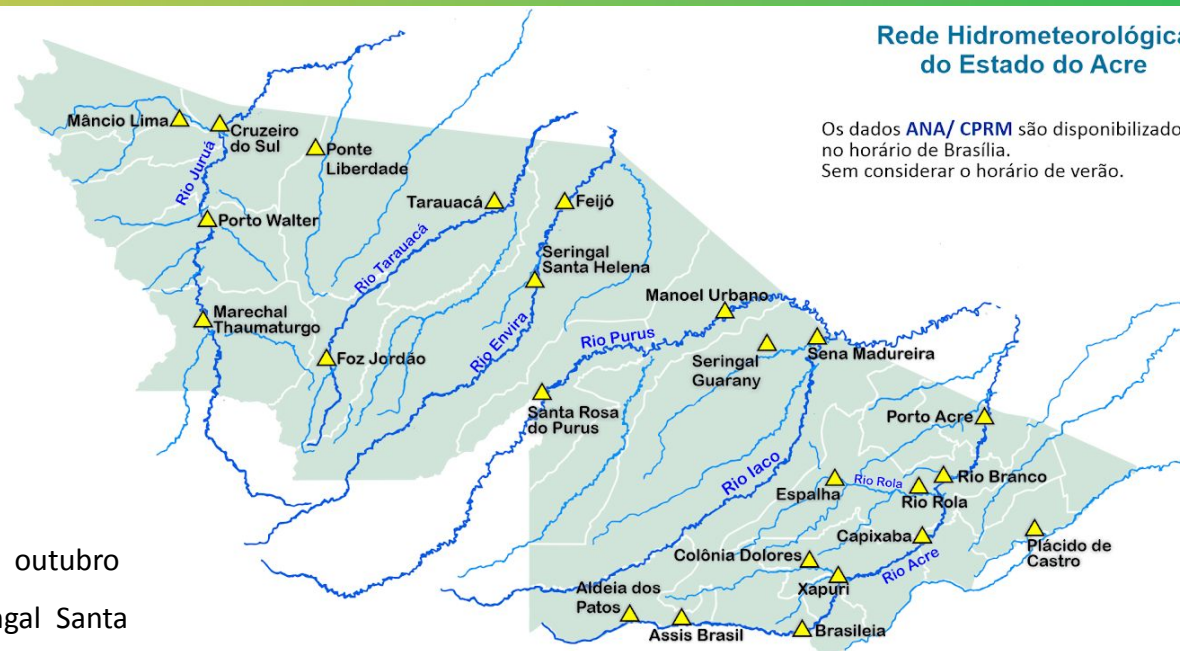 Rede Hidrometeorológica
do Estado do Acre
Os dados ANA/ CPRM são disponibilizado
no horário de Brasília.
Sem considerar o horário de verão.
Mâncio Lima
Cruzeiro
do Sul
Ponte
Liberdade
Rio Juruá
Porto Walter
Tarauacá
Feijó
Rio Tarauacá
Seringal
Santa Helena
Marechal
Thaumaturgo
Foz Jordão
Rio Envira
Manoel Urbano
Rio Purus
Seringal
Guarany
Sena Madureira
Santa Rosa
do Purus
Porto Acre
Rio Iaco
Espalha
Rio Rola
Rio Rola
Rio Branco
Capixaba
Plácido de
Castro
Colônia Dolores
Rio Acre
Xapuri
Aldeia dos
Patos
Assis Brasil
Brasileia
outubro
gal Santa